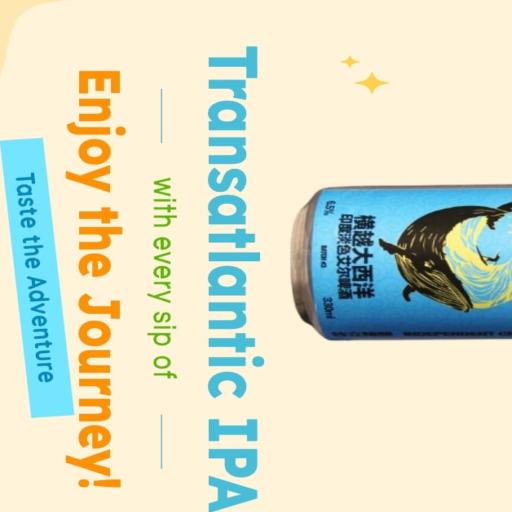 横越大西洋
印度淡色艾尔啤酒
6.5%
330ml
INDEPENDENT
Transatlantic IPA
with every sip of
Enjoy the Journey!
Taste the Adventure